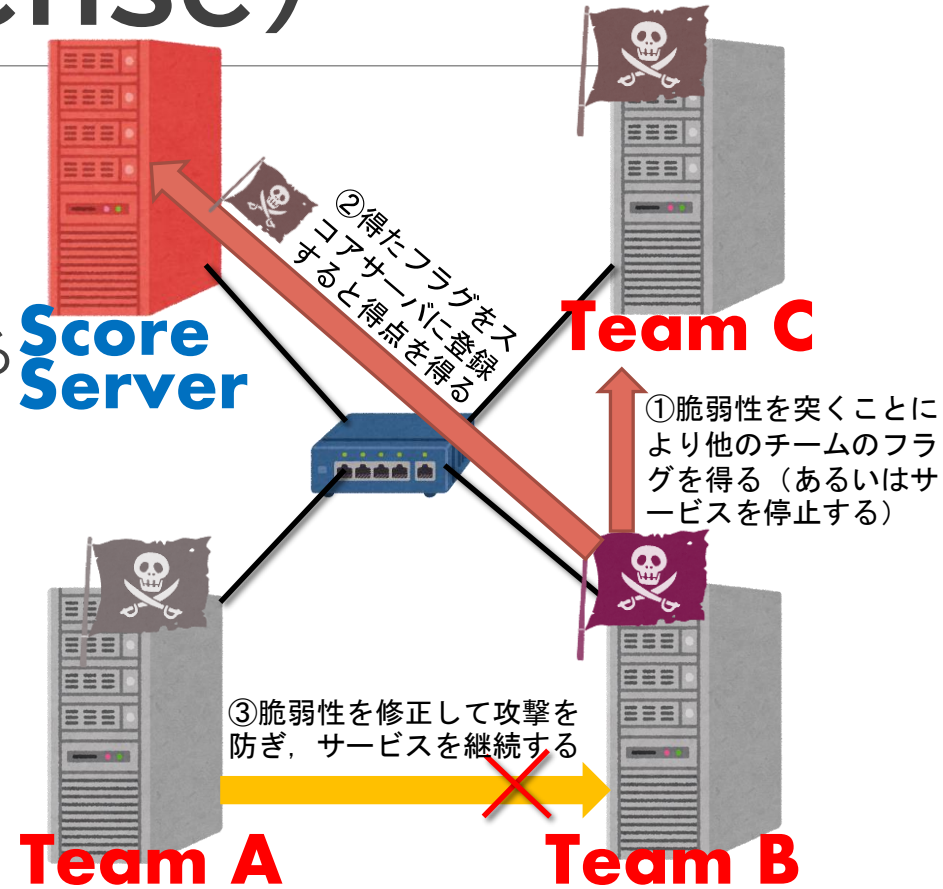 ense)
②得たフラグをス
コアサーバに登録
すると得点を得る
る
Score
Server
Team C
①脆弱性を突くことに
より他のチームのフラ
グを得る（あるいはサ
ービスを停止する）
③脆弱性を修正して攻撃を
防ぎ，サービスを継続する
Team A
Team B